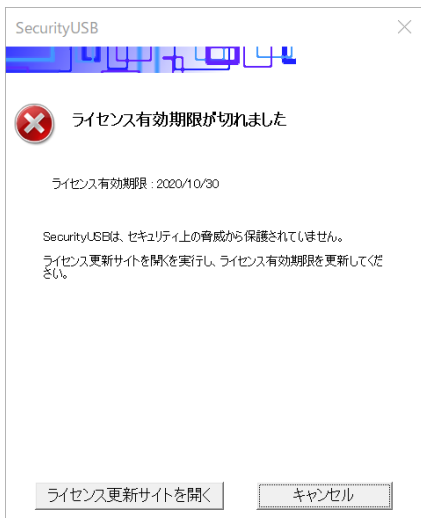 SecurityUSB
ライセンス有効期限が切れました
ライセンス有効期限 : 2020/10/30
SecurityUSBは、セキュリティ上の脅威から保護されていません。
ライセンス更新サイトを開くを実行し、ライセンス有効期限を更新してくだ
さい。
ライセンス更新サイトを開く
キャンセル